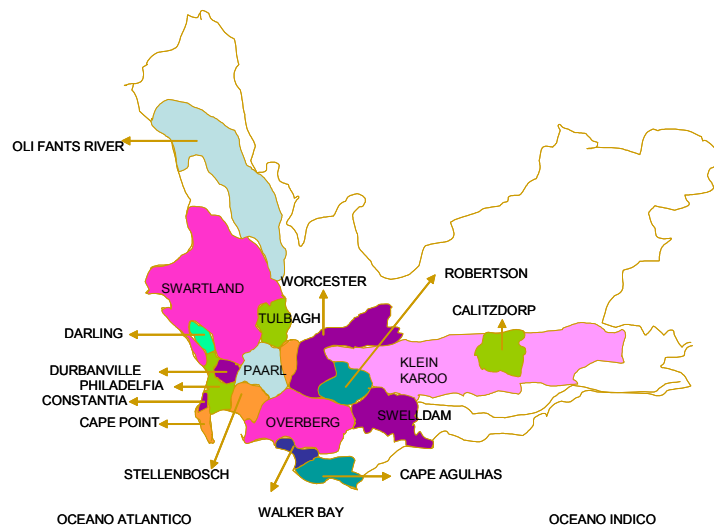 OLI FANTS RIVER
WORCESTER
ROBERTSON
SWARTLAND
CALITZDORP
TULBAGH
DARLING
DURBANVILLE
PAARL
KLEIN
KAROO
PHILADELFIA
CONSTANTIA
CAPE POINT
OVERBERG
SWELLDAM
STELLENBOSCH
CAPE AGULHAS
WALKER BAY
OCEANO ATLANTICO
OCEANO INDICO